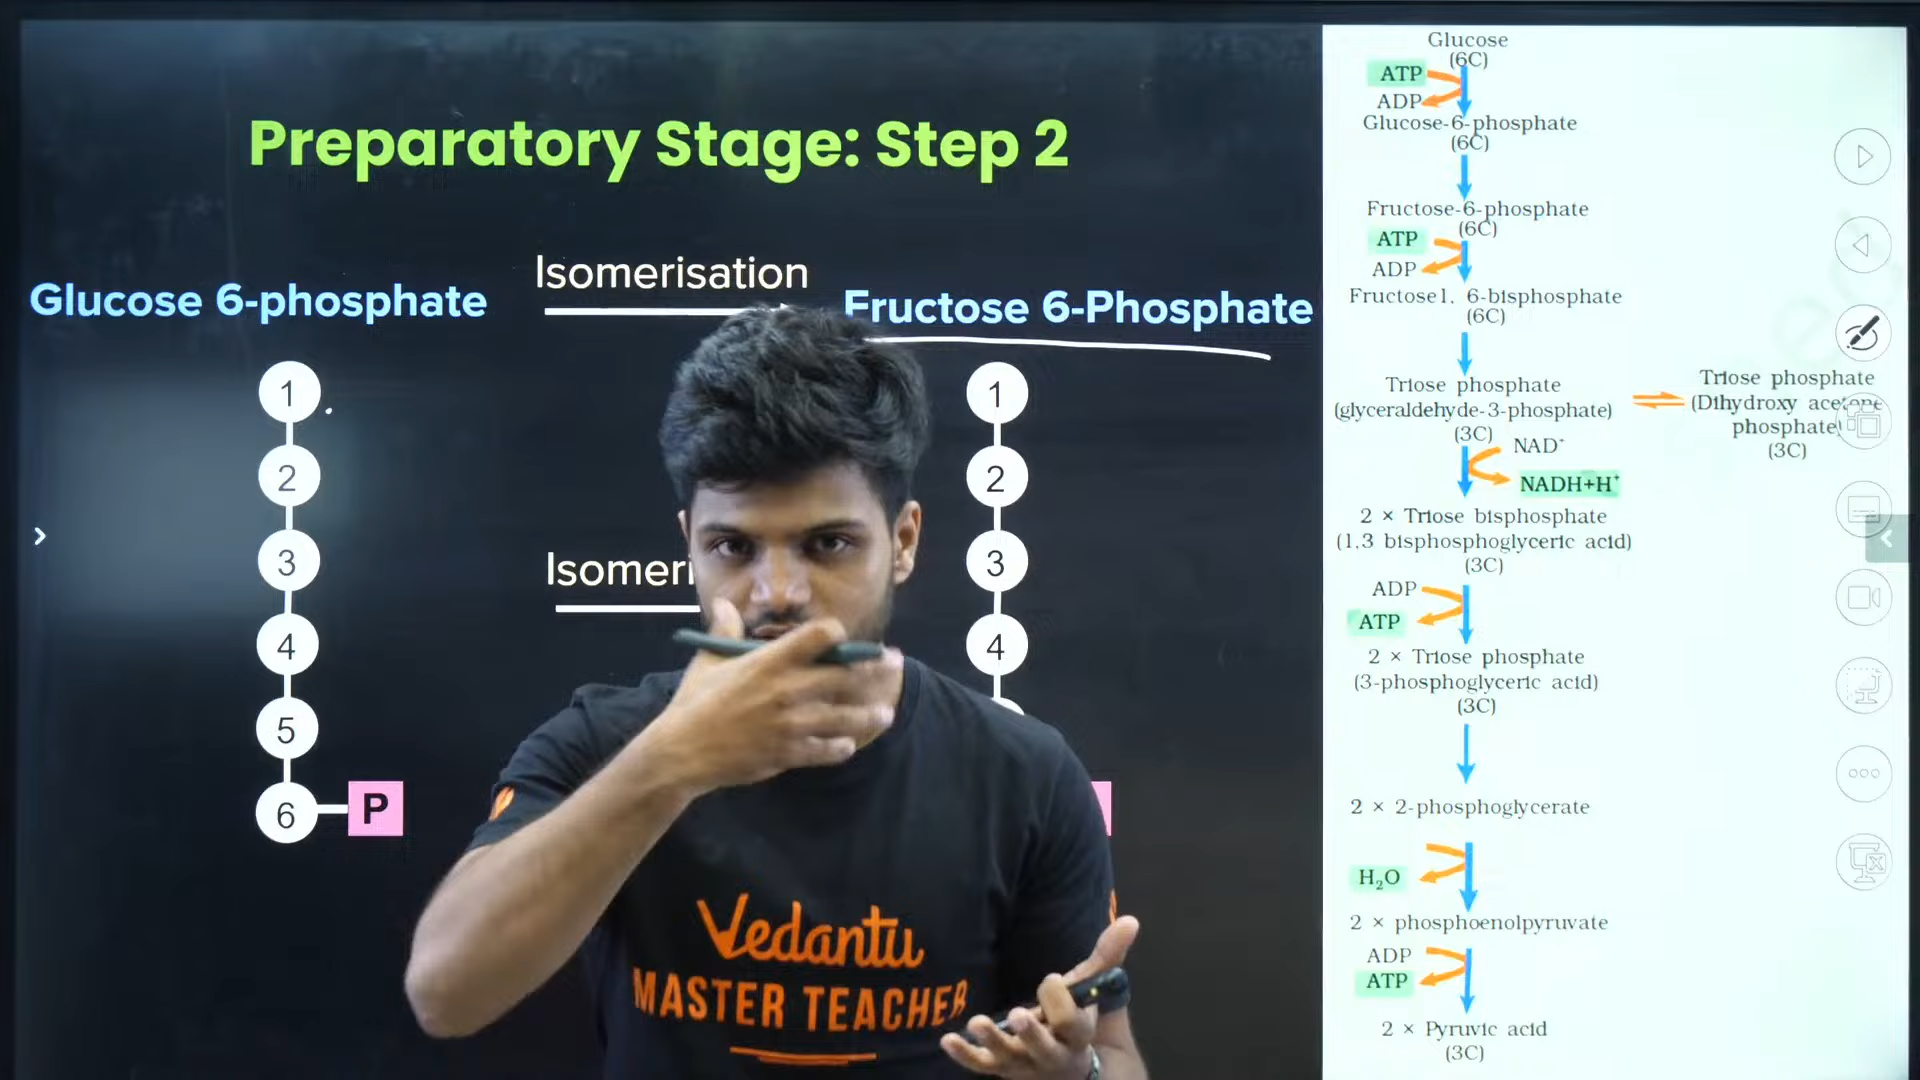 Preparatory Stage: Step 2
Glucose 6-phosphate
Isomerisation
Fructose 6-Phosphate
1
2
3
4
5
6
P
Isomeri
1
2
3
4
Vedantu
MASTER TEACHER
Glucose
(6C)
ATP
ADP
Glucose-6-phosphate
(6C)
Fructose-6-phosphate
(6C)
ATP
ADP
Fructose1, 6-bisphosphate
(6C)
Triose phosphate
(glyceraldehyde-3-phosphate)
(3C)
Triose phosphate
(Dihydroxy acetone
phosphate)
(3C)
NAD⁺
NADH+H⁺
2 × Triose bisphosphate
(1,3 bisphosphoglyceric acid)
(3C)
ADP
ATP
2 × Triose phosphate
(3-phosphoglyceric acid)
(3C)
2 × 2-phosphoglycerate
H₂O
2 × phosphoenolpyruvate
ADP
ATP
2 × Pyruvic acid
(3C)